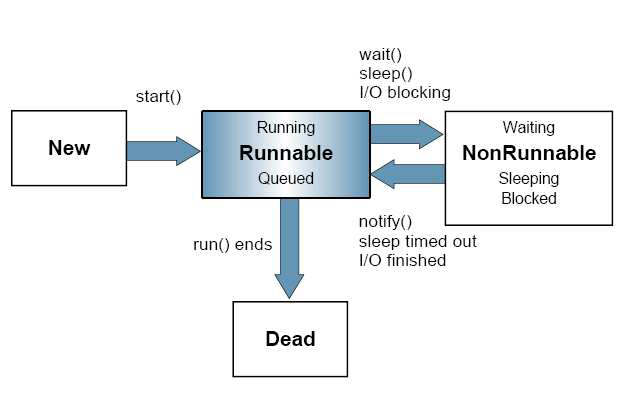 wait()
sleep()
I/O blocking
start()
New
Running
Runnable
Queued
Waiting
NonRunnable
Sleeping
Blocked
notify()
sleep timed out
I/O finished
run() ends
Dead